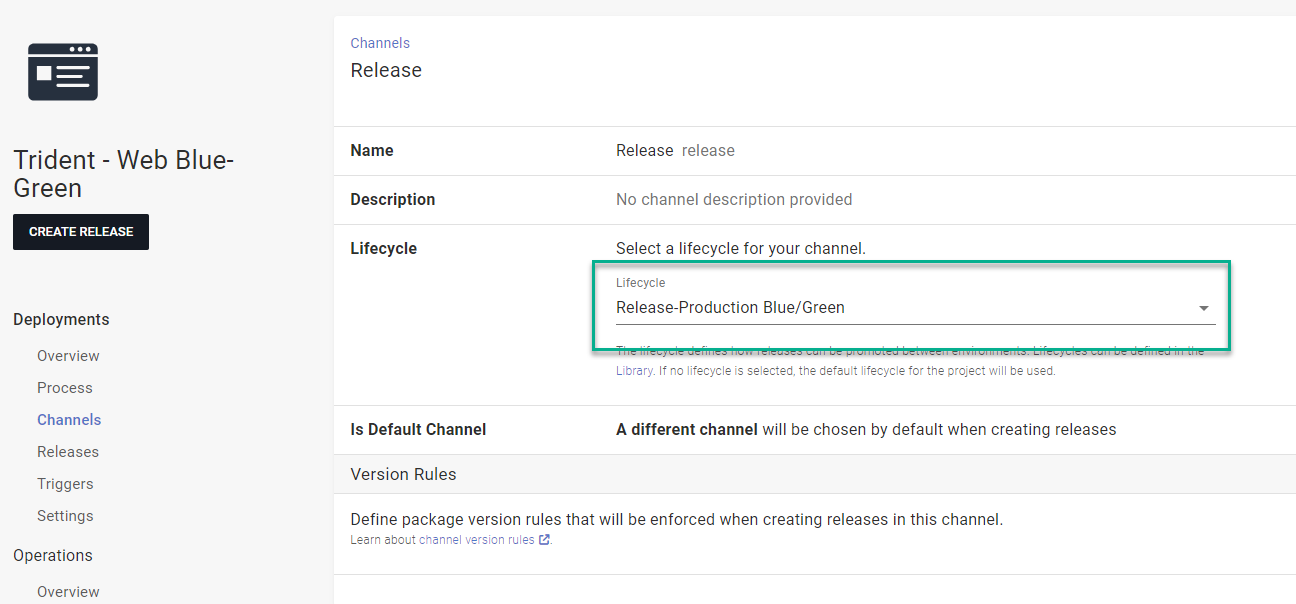 Trident - Web Blue-
Green
CREATE RELEASE
Deployments
Overview
Process
Channels
Releases
Triggers
Settings
Operations
Overview
Channels
Release
Name
Release release
Description
No channel description provided
Lifecycle
Select a lifecycle for your channel.
Lifecycle
Release-Production Blue/Green
The lifecycle defines how releases can be promoted between environments. Lifecycles can be defined in the
Library. If no lifecycle is selected, the default lifecycle for the project will be used.
Is Default Channel
A different channel will be chosen by default when creating releases
Version Rules
Define package version rules that will be enforced when creating releases in this channel.
Learn about channel version rules.